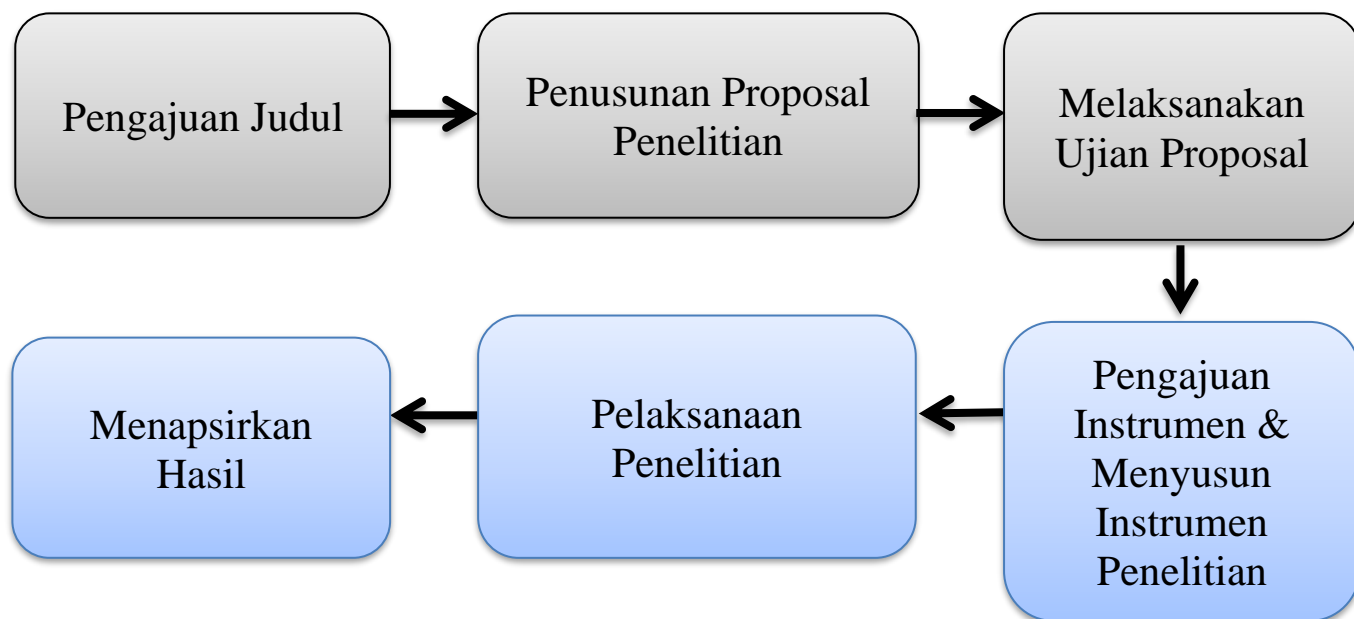 Pengajuan Judul
Penusunan Proposal
Penelitian
Melaksanakan
Ujian Proposal
Pengajuan
Instrumen &
Menyusun
Instrumen
Penelitian
Pelaksanaan
Penelitian
Menapsirkan
Hasil